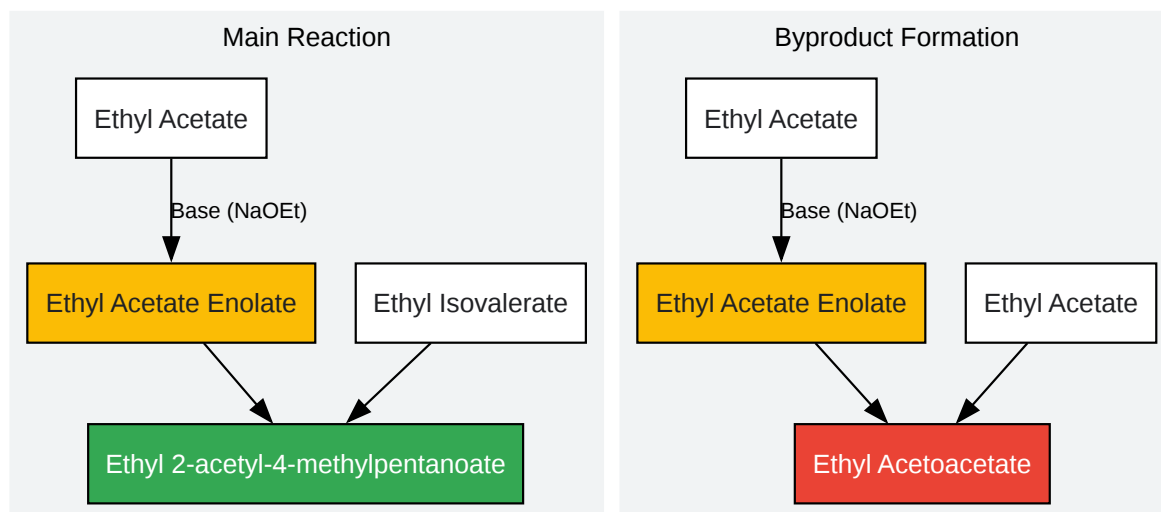 Main Reaction
Ethyl Acetate
Base (NaOEt)
Ethyl Acetate Enolate
Ethyl Isovalerate
Ethyl 2-acetyl-4-methylpentanoate
Byproduct Formation
Ethyl Acetate
Base (NaOEt)
Ethyl Acetate Enolate
Ethyl Acetate
Ethyl Acetoacetate